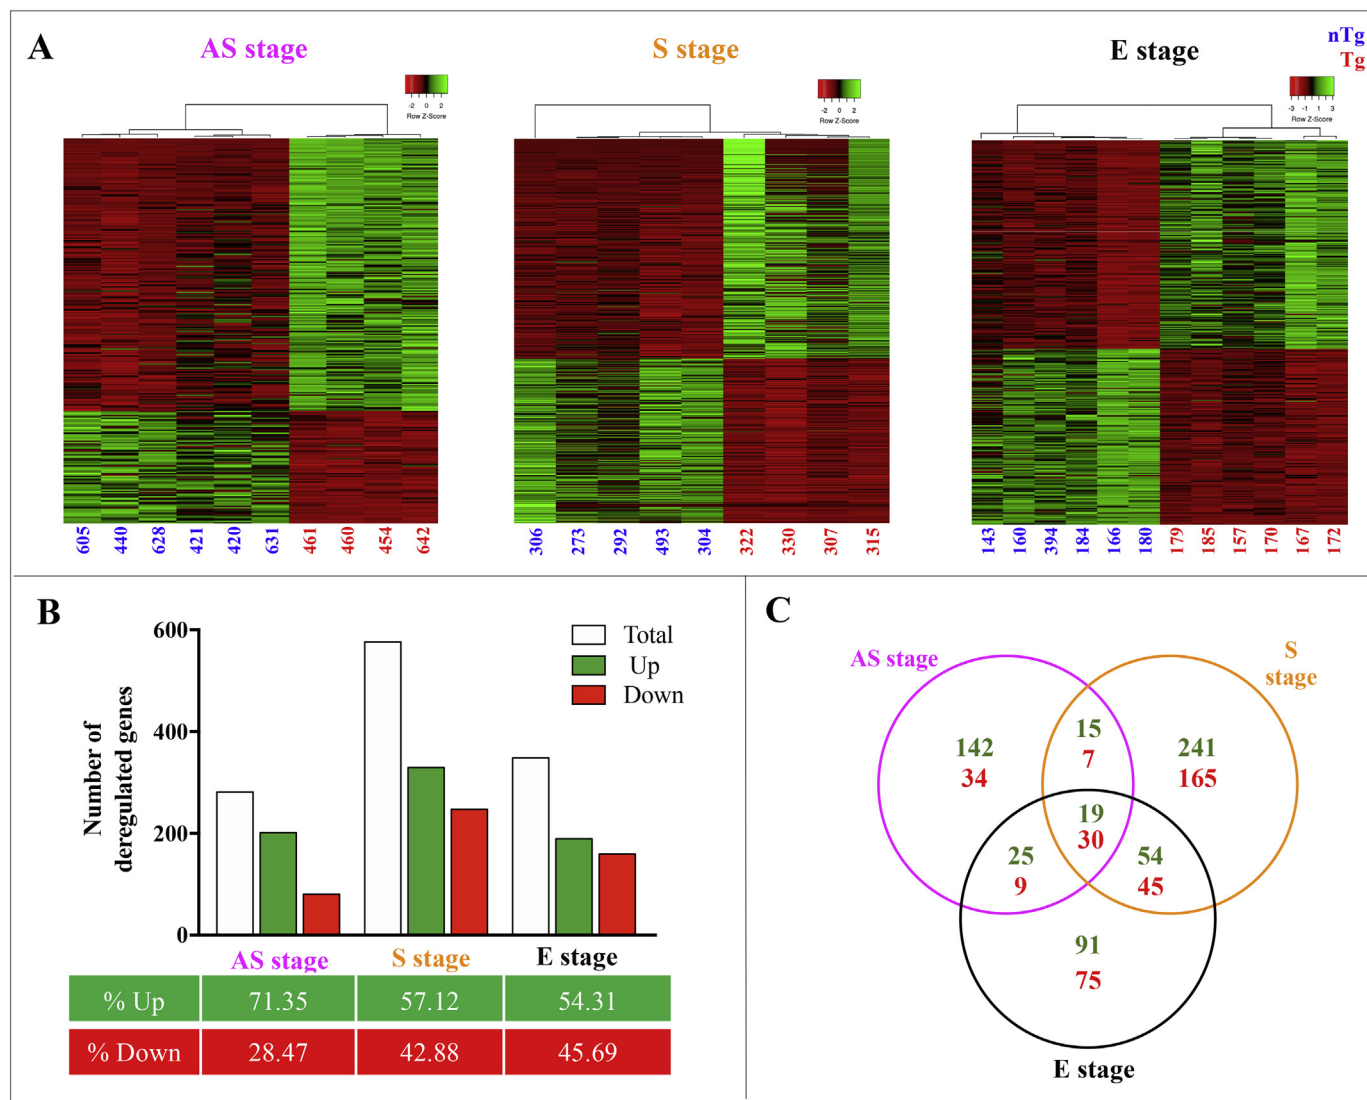 A
AS stage
S stage
E stage
nTg
Tg
-2 0 2
Row Z-Score
-2 0 2
Row Z-Score
-3 -1 1 3
Row Z-Score
605 440 628 421 420 631 461 460 454 642
306 273 292 493 304 322 330 307 315
143 160 394 184 166 180 179 185 157 170 167 172
B
Number of
deregulated genes
600
400
200
0
Total
Up
Down
AS stage S stage E stage
% Up 71.35 57.12 54.31
% Down 28.47 42.88 45.69
C
AS stage
S
stage
142
34
15
7
241
165
19
30
25
9
54
45
91
75
E stage